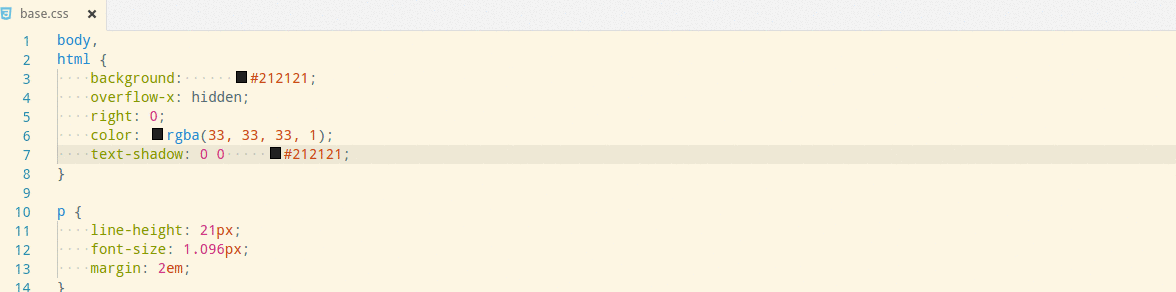 base.css ×
1 body,
2 html {
3 ····background:······#212121;
4 ····overflow-x: hidden;
5 ····right: 0;
6 ····color: rgba(33, 33, 33, 1);
7 ····text-shadow: 0 0·····#212121;
8 }
9
10 p {
11 ····line-height: 21px;
12 ····font-size: 1.096px;
13 ····margin: 2em;
14 }